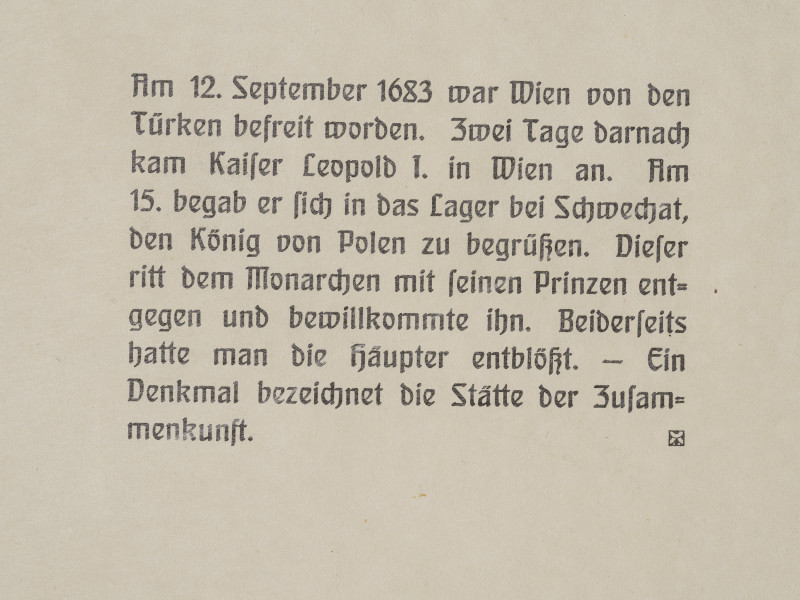 Am 12. September 1683 war Wien von den
Türken befreit worden. Zwei Tage darnach
kam Kaiſer Leopold I. in Wien an. Am
15. begab er ſich in das Lager bei Schwechat,
den König von Polen zu begrüßen. Dieſer
ritt dem Monarchen mit ſeinen Prinzen ent⸗
gegen und bewillkommte ihn. Beiderſeits
hatte man die Häupter entblößt. — Ein
Denkmal bezeichnet die Stätte der Zuſam⸗
menkunft.